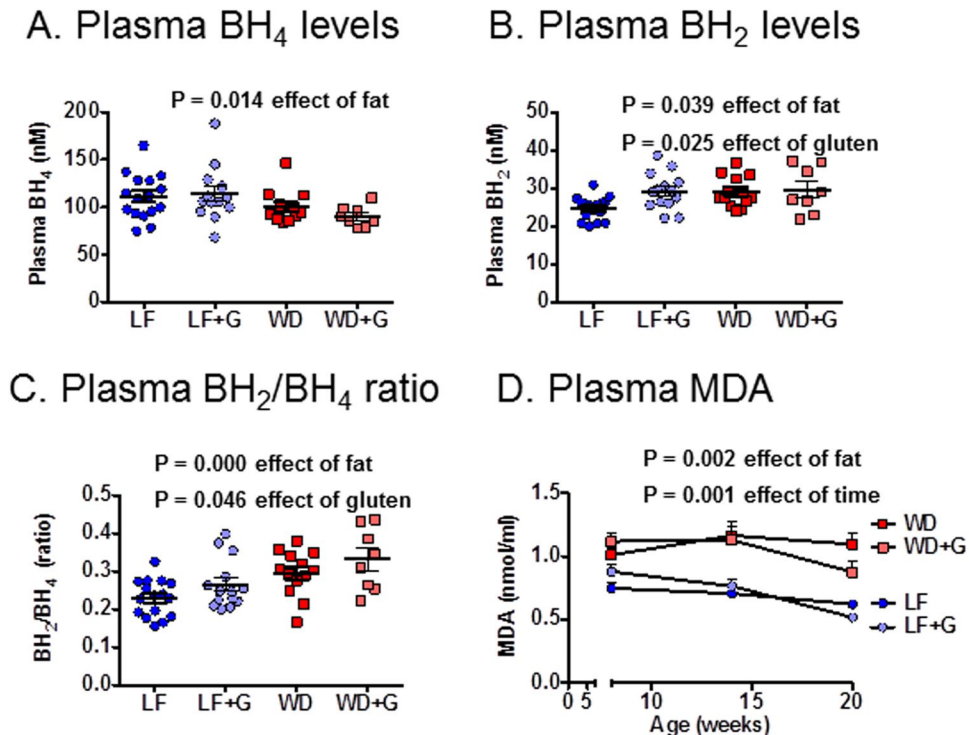 A. Plasma BH₄ levels
P = 0.014 effect of fat
Plasma BH₄ (nM)
200
150
100
50
0
LF LF+G WD WD+G
B. Plasma BH₂ levels
P = 0.039 effect of fat
P = 0.025 effect of gluten
Plasma BH₂ (nM)
50
40
30
20
10
0
LF LF+G WD WD+G
C. Plasma BH₂/BH₄ ratio
P = 0.000 effect of fat
P = 0.046 effect of gluten
BH₂/BH₄ (ratio)
0.5
0.4
0.3
0.2
0.1
0.0
LF LF+G WD WD+G
D. Plasma MDA
P = 0.002 effect of fat
P = 0.001 effect of time
MDA (nmol/ml)
1.5
1.0
0.5
0.0
WD
WD+G
LF
LF+G
0 5 10 15 20
Age (weeks)